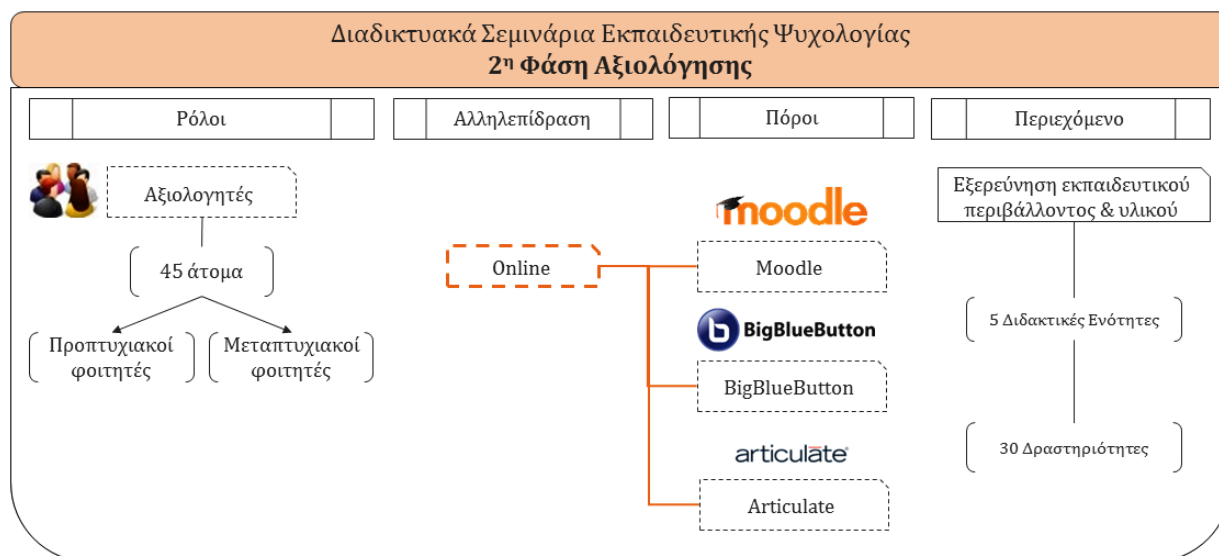 Διαδικτυακά Σεμινάρια Εκπαιδευτικής Ψυχολογίας
2η Φάση Αξιολόγησης
Ρόλοι
Αλληλεπίδραση
Πόροι
Περιεχόμενο
Αξιολογητές
45 άτομα
Προπτυχιακοί
φοιτητές
Μεταπτυχιακοί
φοιτητές
Online
moodle
Moodle
b BigBlueButton
BigBlueButton
articulate®
Articulate
Εξερεύνηση εκπαιδευτικού
περιβάλλοντος & υλικού
5 Διδακτικές Ενότητες
30 Δραστηριότητες